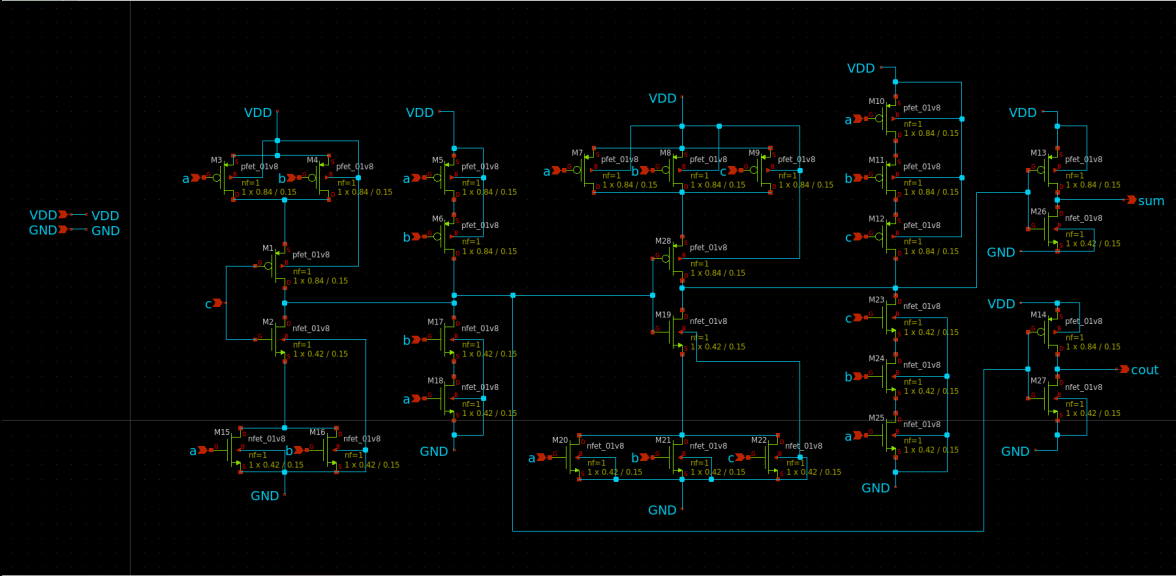 VDD VDD
GND GND
VDD
M3
pfet_01v8
nf=1
1 x 0.84 / 0.15
a
M4
pfet_01v8
nf=1
1 x 0.84 / 0.15
b
M1
pfet_01v8
nf=1
1 x 0.84 / 0.15
c
M2
nfet_01v8
nf=1
1 x 0.42 / 0.15
M15
nfet_01v8
nf=1
1 x 0.42 / 0.15
a
M16
nfet_01v8
nf=1
1 x 0.42 / 0.15
b
GND
VDD
M5
pfet_01v8
nf=1
1 x 0.84 / 0.15
a
M6
pfet_01v8
nf=1
1 x 0.84 / 0.15
b
M17
nfet_01v8
nf=1
1 x 0.42 / 0.15
b
M18
nfet_01v8
nf=1
1 x 0.42 / 0.15
a
GND
VDD
M7
pfet_01v8
nf=1
1 x 0.84 / 0.15
a
M8
pfet_01v8
nf=1
1 x 0.84 / 0.15
b
M9
pfet_01v8
nf=1
1 x 0.84 / 0.15
c
M28
pfet_01v8
nf=1
1 x 0.84 / 0.15
M19
nfet_01v8
nf=1
1 x 0.42 / 0.15
M20
nfet_01v8
nf=1
1 x 0.42 / 0.15
a
M21
nfet_01v8
nf=1
1 x 0.42 / 0.15
b
M22
nfet_01v8
nf=1
1 x 0.42 / 0.15
c
GND
VDD
M10
pfet_01v8
nf=1
1 x 0.84 / 0.15
a
M11
pfet_01v8
nf=1
1 x 0.84 / 0.15
b
M12
pfet_01v8
nf=1
1 x 0.84 / 0.15
c
M23
nfet_01v8
nf=1
1 x 0.42 / 0.15
c
M24
nfet_01v8
nf=1
1 x 0.42 / 0.15
b
M25
nfet_01v8
nf=1
1 x 0.42 / 0.15
a
GND
VDD
M13
pfet_01v8
nf=1
1 x 0.84 / 0.15
sum
M26
nfet_01v8
nf=1
1 x 0.42 / 0.15
GND
VDD
M14
pfet_01v8
nf=1
1 x 0.84 / 0.15
cout
M27
nfet_01v8
nf=1
1 x 0.42 / 0.15
GND